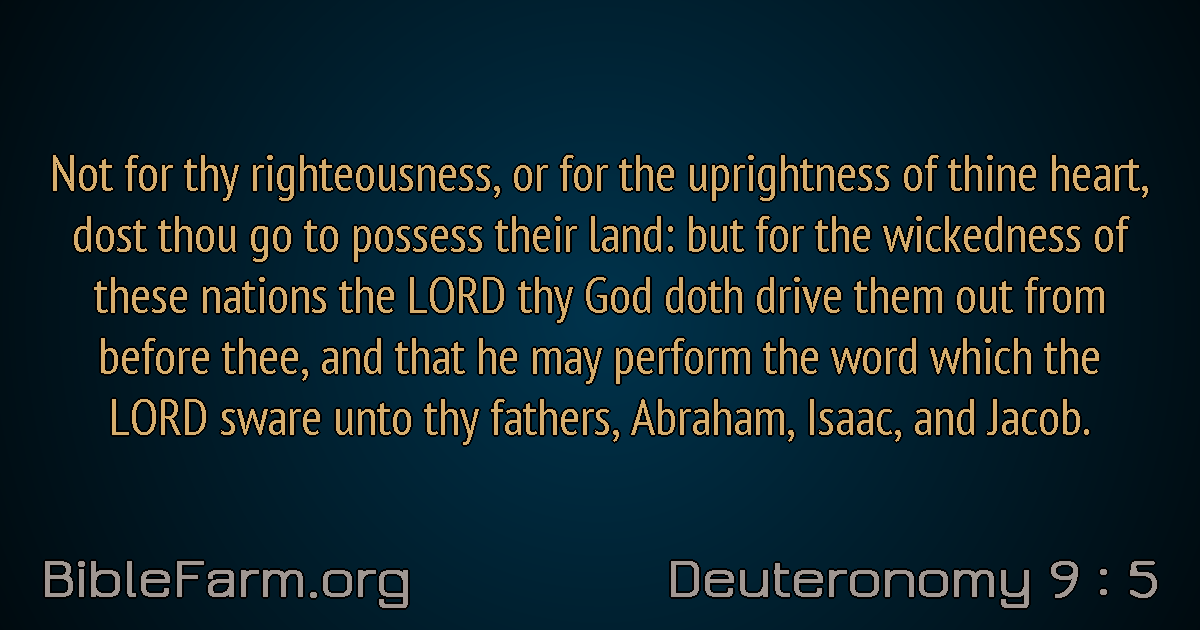 Not for thy righteousness, or for the uprightness of thine heart,
dost thou go to possess their land: but for the wickedness of
these nations the LORD thy God doth drive them out from
before thee, and that he may perform the word which the
LORD sware unto thy fathers, Abraham, Isaac, and Jacob.
BibleFarm.org
Deuteronomy 9 : 5